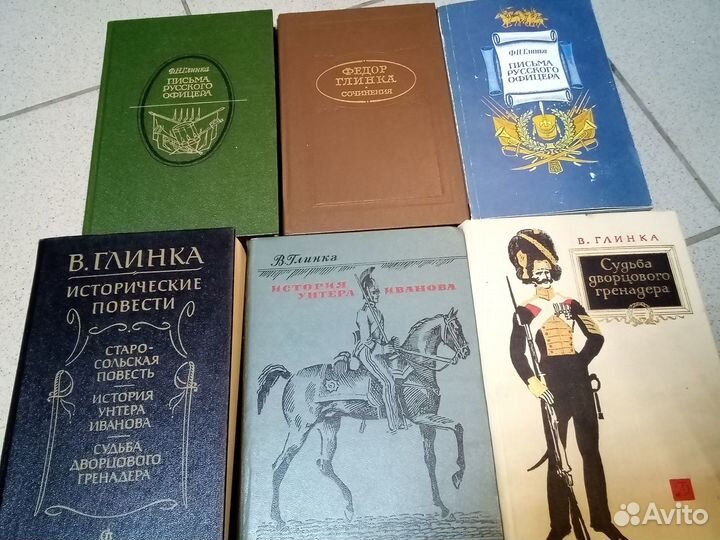 Ф.Н.Глинка
ПИСЬМА
РУССКОГО
ОФИЦЕРА
ФЕДОР
ГЛИНКА
СОЧИНЕНИЯ
Ф.Н.Глинка
ПИСЬМА
РУССКОГО
ОФИЦЕРА
В. ГЛИНКА
ИСТОРИЧЕСКИЕ
ПОВЕСТИ
СТАРО-
СОЛЬСКАЯ
ПОВЕСТЬ
ИСТОРИЯ
УНТЕРА
ИВАНОВА
СУДЬБА
ДВОРЦОВОГО
ГРЕНАДЕРА
В.Глинка
ИСТОРИЯ
УНТЕРА ИВАНОВА
В. ГЛИНКА
Судьба
дворцового
гренадера
Avito